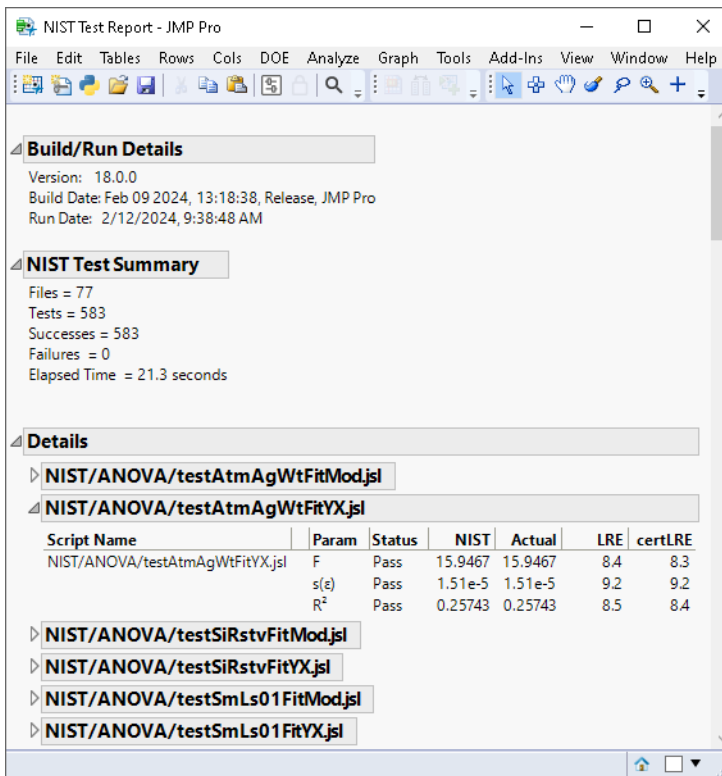 NIST Test Report - JMP Pro
File Edit Tables Rows Cols DOE Analyze Graph Tools Add-Ins View Window Help
Build/Run Details
Version: 18.0.0
Build Date: Feb 09 2024, 13:18:38, Release, JMP Pro
Run Date: 2/12/2024, 9:38:48 AM
NIST Test Summary
Files = 77
Tests = 583
Successes = 583
Failures = 0
Elapsed Time = 21.3 seconds
Details
NIST/ANOVA/testAtmAgWtFitMod.jsl
NIST/ANOVA/testAtmAgWtFitYX.jsl
Script Name Param Status NIST Actual LRE certLRE
NIST/ANOVA/testAtmAgWtFitYX.jsl F Pass 15.9467 15.9467 8.4 8.3
s(ε) Pass 1.51e-5 1.51e-5 9.2 9.2
R² Pass 0.25743 0.25743 8.5 8.4
NIST/ANOVA/testSiRstvFitMod.jsl
NIST/ANOVA/testSiRstvFitYX.jsl
NIST/ANOVA/testSmLs01FitMod.jsl
NIST/ANOVA/testSmLs01FitYX.jsl